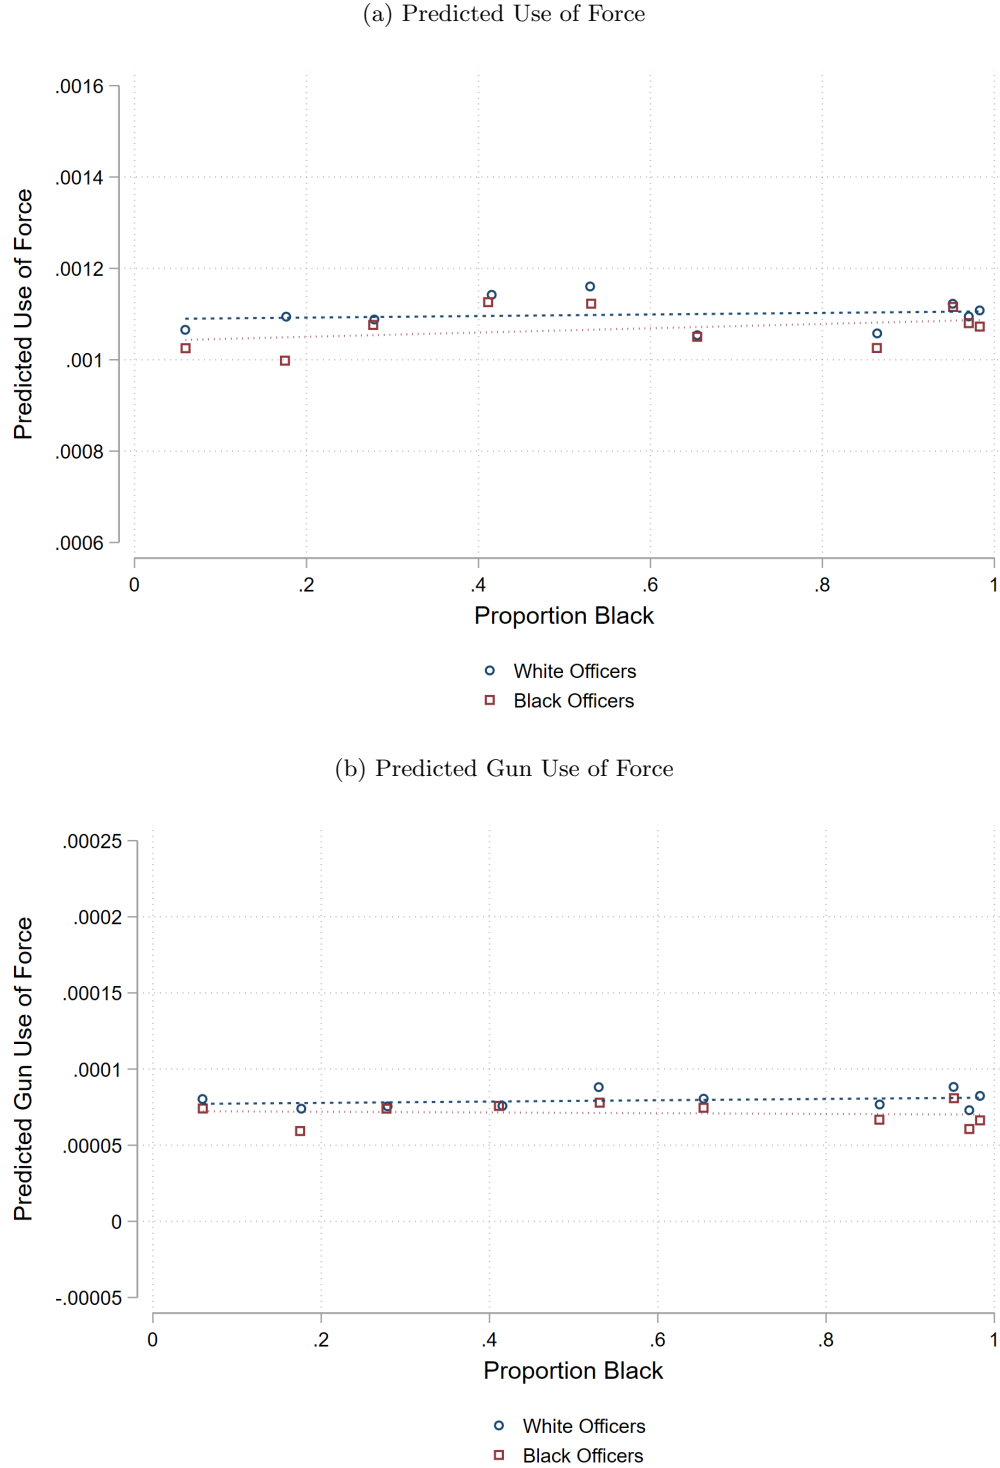 (a) Predicted Use of Force
.0016
.0014
.0012
.001
.0008
.0006
Predicted Use of Force
0 .2 .4 .6 .8 1
Proportion Black
White Officers
Black Officers
(b) Predicted Gun Use of Force
.00025
.0002
.00015
.0001
.00005
0
-.00005
Predicted Gun Use of Force
0 .2 .4 .6 .8 1
Proportion Black
White Officers
Black Officers